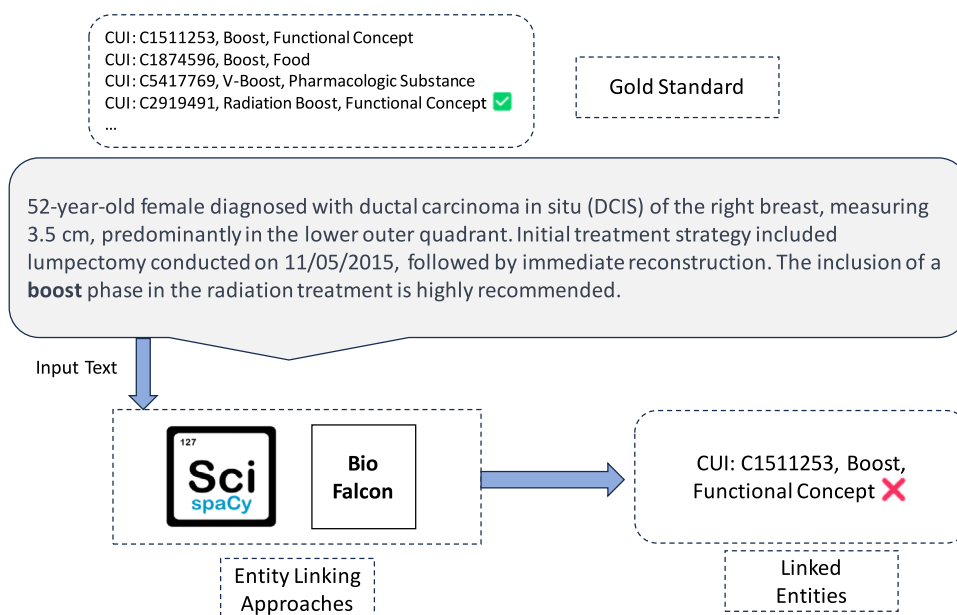 CUI: C1511253, Boost, Functional Concept
CUI: C1874596, Boost, Food
CUI: C5417769, V-Boost, Pharmacologic Substance
CUI: C2919491, Radiation Boost, Functional Concept ✅
...
Gold Standard
52-year-old female diagnosed with ductal carcinoma in situ (DCIS) of the right breast, measuring
3.5 cm, predominantly in the lower outer quadrant. Initial treatment strategy included
lumpectomy conducted on 11/05/2015, followed by immediate reconstruction. The inclusion of a
boost phase in the radiation treatment is highly recommended.
Input Text
127
Sci
spaCy
Bio
Falcon
CUI: C1511253, Boost,
Functional Concept ❌
Entity Linking
Approaches
Linked
Entities